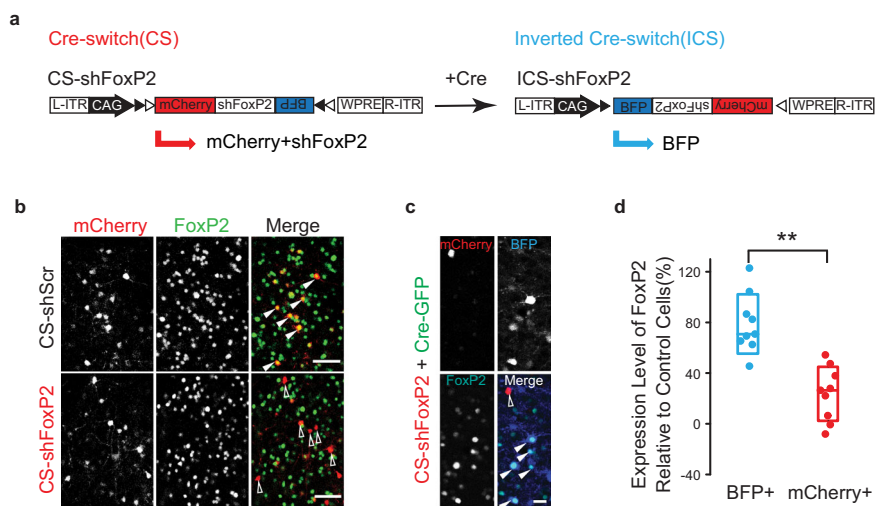 a
Cre-switch(CS)
Inverted Cre-switch(ICS)
CS-shFoxP2
+Cre
ICS-shFoxP2
L-ITR CAG mCherry shFoxP2 BFP WPRE R-ITR
L-ITR CAG BFP shFoxP2 mCherry WPRE R-ITR
mCherry+shFoxP2
BFP
b
mCherry FoxP2 Merge
CS-shScr
CS-shFoxP2
c
mCherry BFP
FoxP2 Merge
CS-shFoxP2 + Cre-GFP
d
**
Expression Level of FoxP2
Relative to Control Cells(%)
120
80
40
0
-40
BFP+ mCherry+